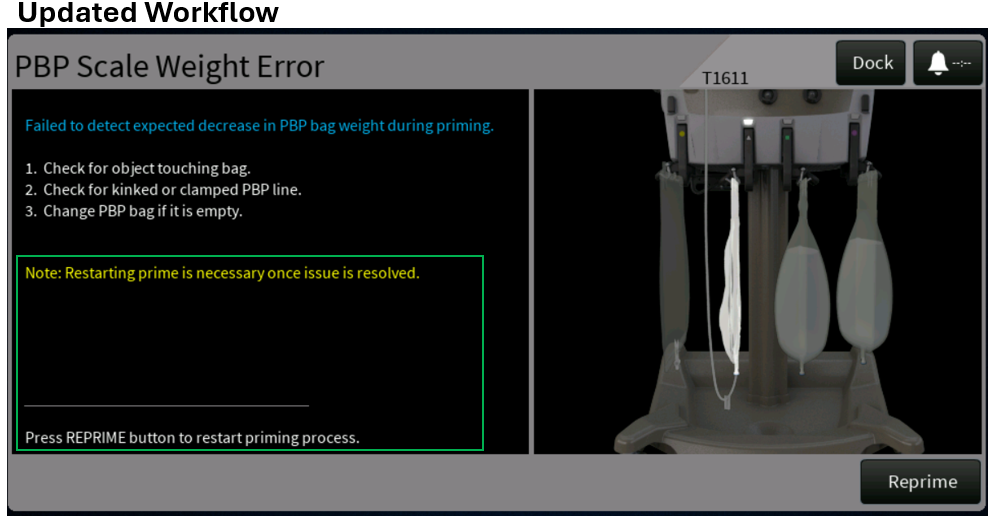 Updated Workflow
PBP Scale Weight Error
T1611
Dock
--:--
Failed to detect expected decrease in PBP bag weight during priming.
1. Check for object touching bag.
2. Check for kinked or clamped PBP line.
3. Change PBP bag if it is empty.
Note: Restarting prime is necessary once issue is resolved.
Press REPRIME button to restart priming process.
Reprime